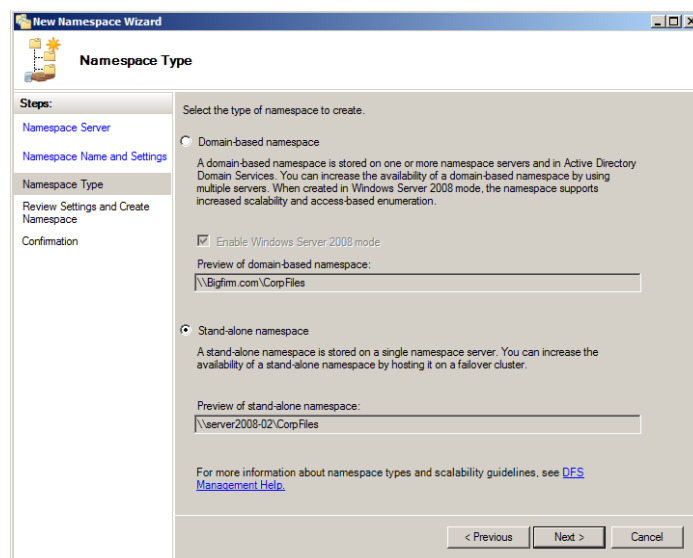 New Namespace Wizard
Namespace Type
Steps:
Namespace Server
Namespace Name and Settings
Namespace Type
Review Settings and Create
Namespace
Confirmation
Select the type of namespace to create.
Domain-based namespace
A domain-based namespace is stored on one or more namespace servers and in Active Directory
Domain Services. You can increase the availability of a domain-based namespace by using
multiple servers. When created in Windows Server 2008 mode, the namespace supports
increased scalability and access-based enumeration.
Enable Windows Server 2008 mode
Preview of domain-based namespace:
\\Bigfirm.com\CorpFiles
Stand-alone namespace
A stand-alone namespace is stored on a single namespace server. You can increase the
availability of a stand-alone namespace by hosting it on a failover cluster.
Preview of stand-alone namespace:
\\server2008-02\CorpFiles
For more information about namespace types and scalability guidelines, see DFS
Management Help.
< Previous
Next >
Cancel